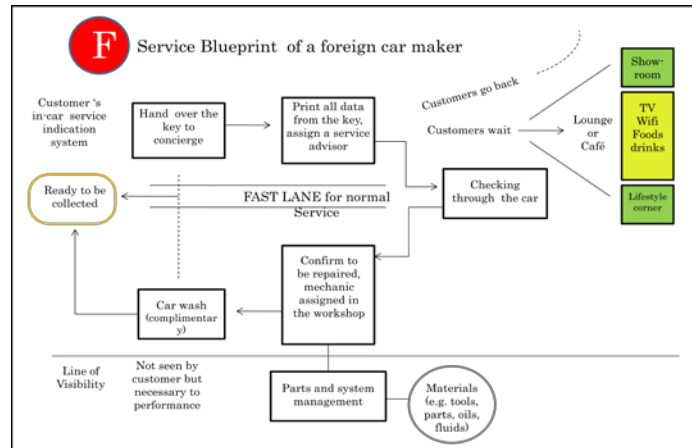 F
Service Blueprint of a foreign car maker
Customer 's
in-car service
indication
system
Hand over the
key to
concierge
Print all data
from the key,
assign a service
advisor
Customers go back
Customers wait
Lounge
or
Café
Show-
room
TV
Wifi
Foods
drinks
Lifestyle
corner
Ready to be
collected
FAST LANE for normal
Service
Checking
through the car
Car wash
(complimentar
y)
Confirm to
be repaired,
mechanic
assigned in
the workshop
Line of
Visibility
Not seen by
customer but
necessary to
performance
Parts and system
management
Materials
(e.g. tools,
parts, oils,
fluids)